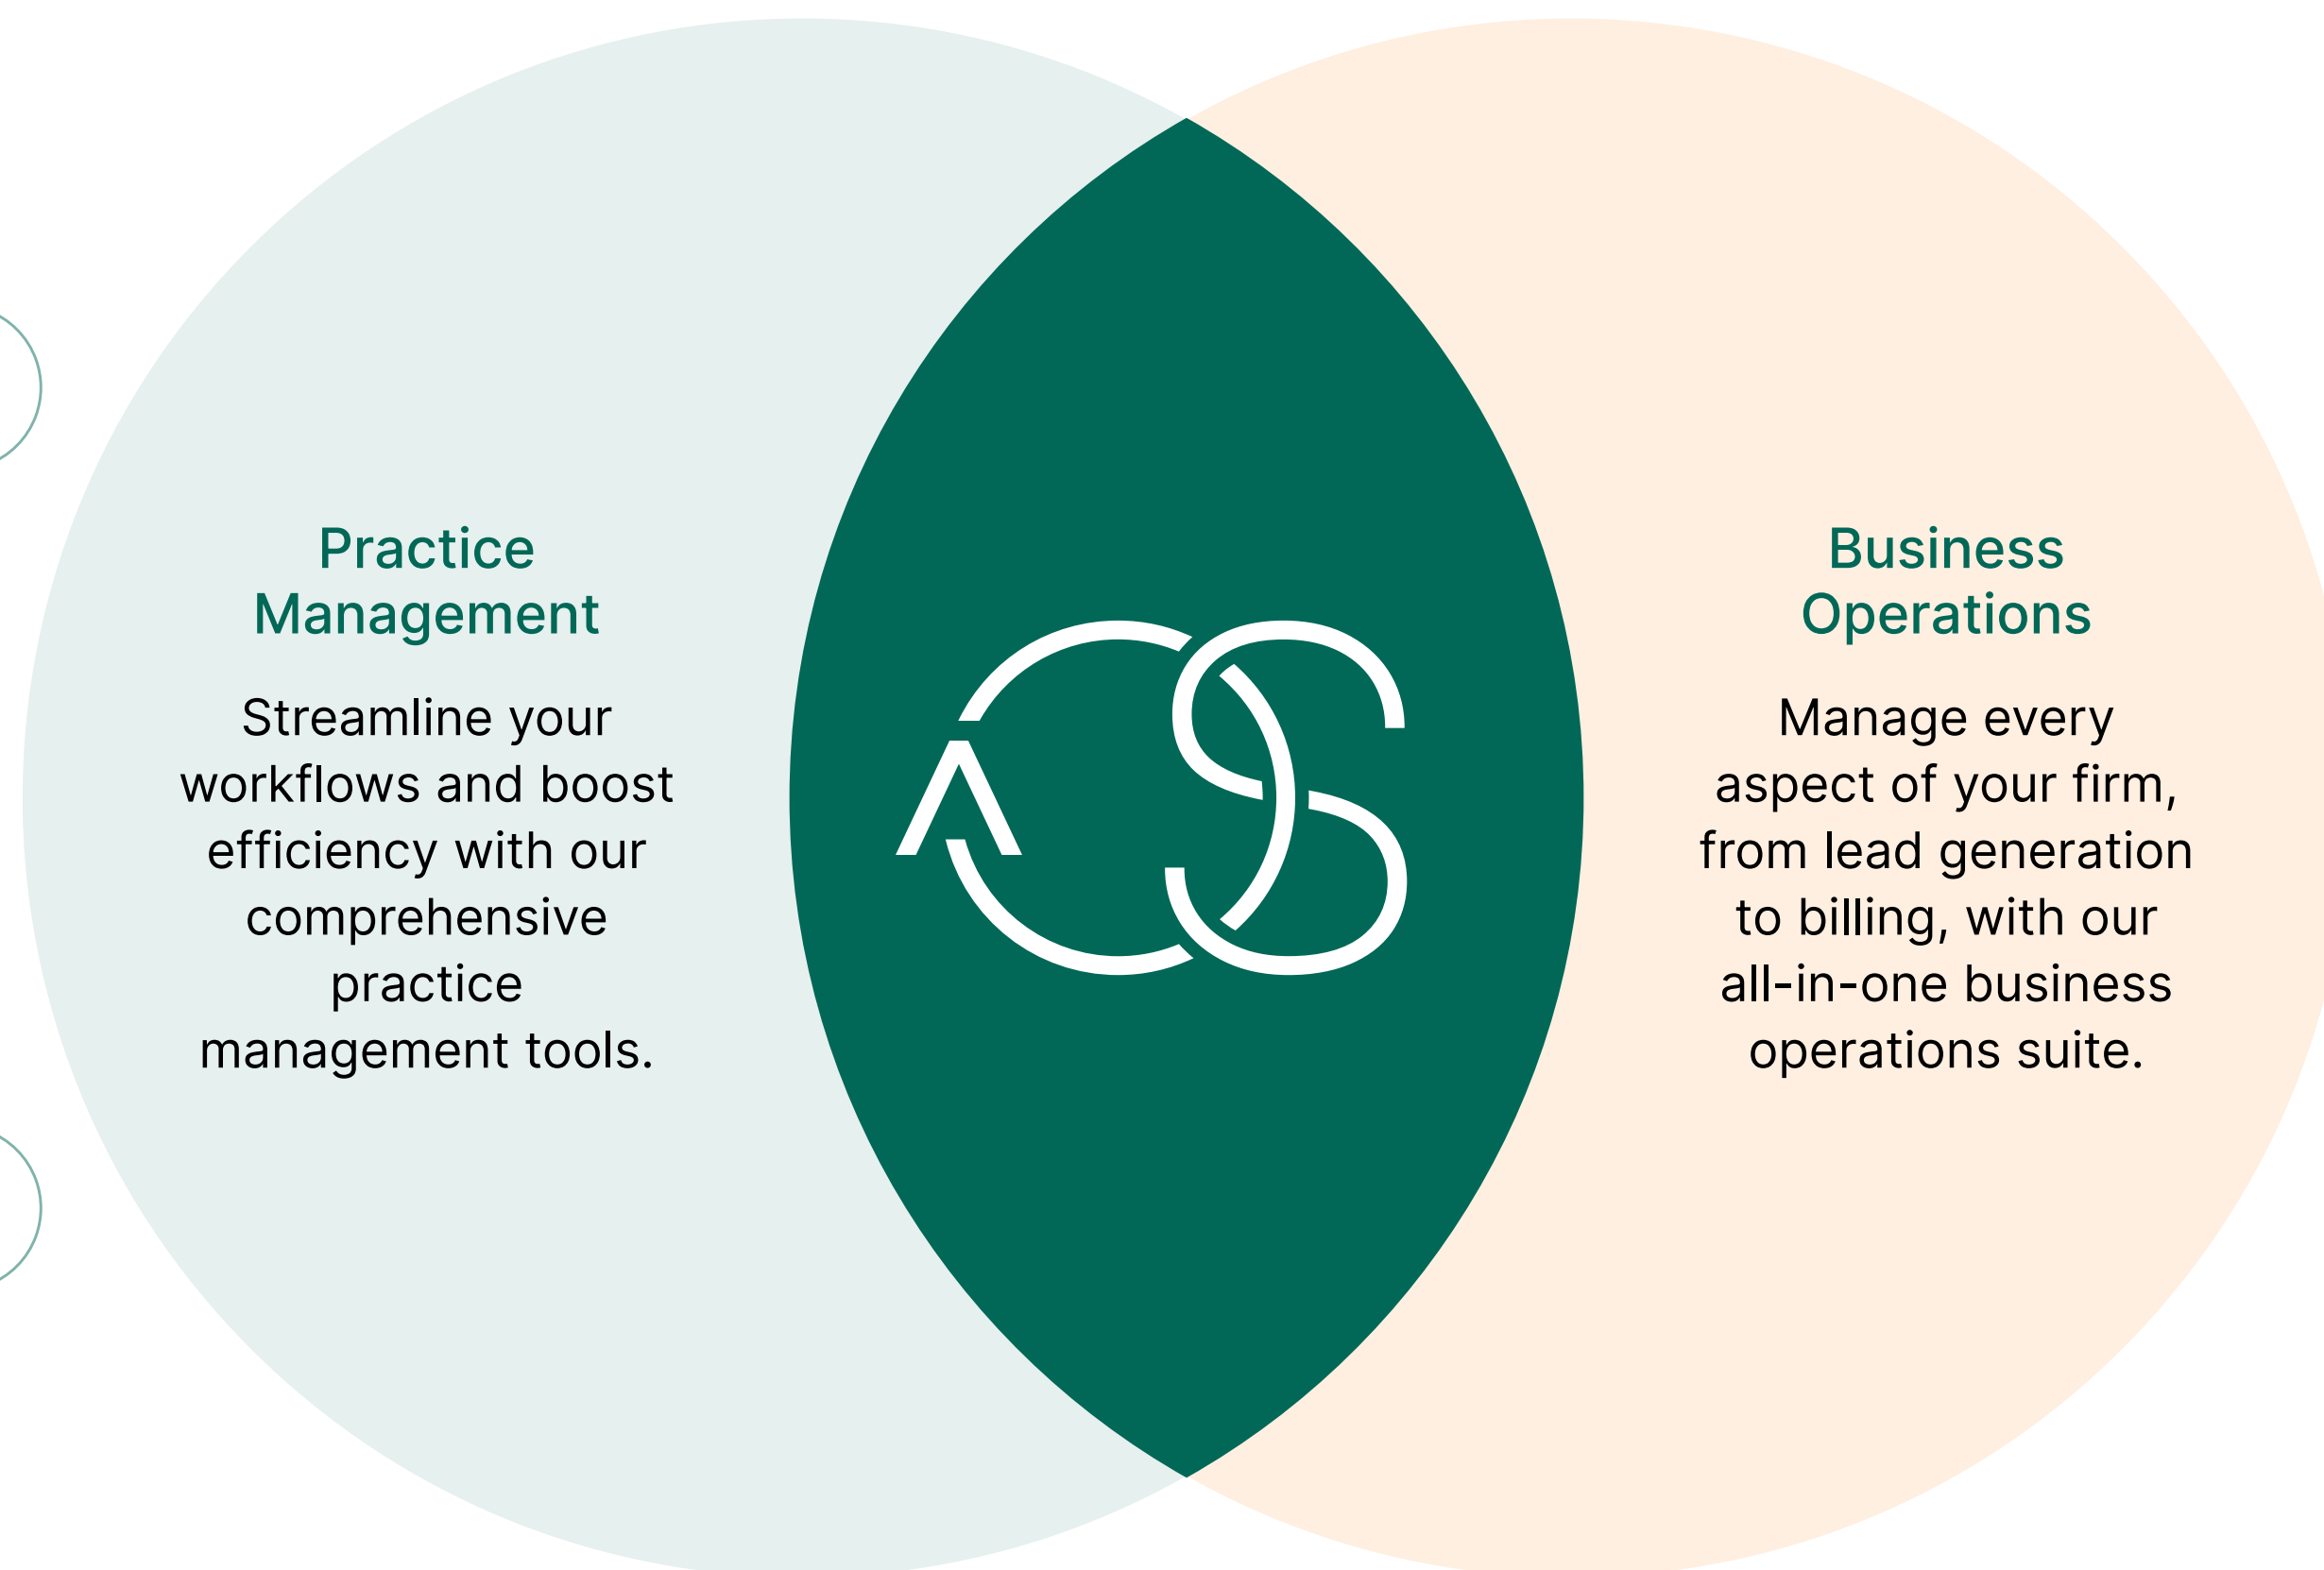 Practice
Management
Streamline your
workflows and boost
efficiency with our
comprehensive
practice
management tools.
OS
Business
Operations
Manage every
aspect of your firm,
from lead generation
to billing, with our
all-in-one business
operations suite.